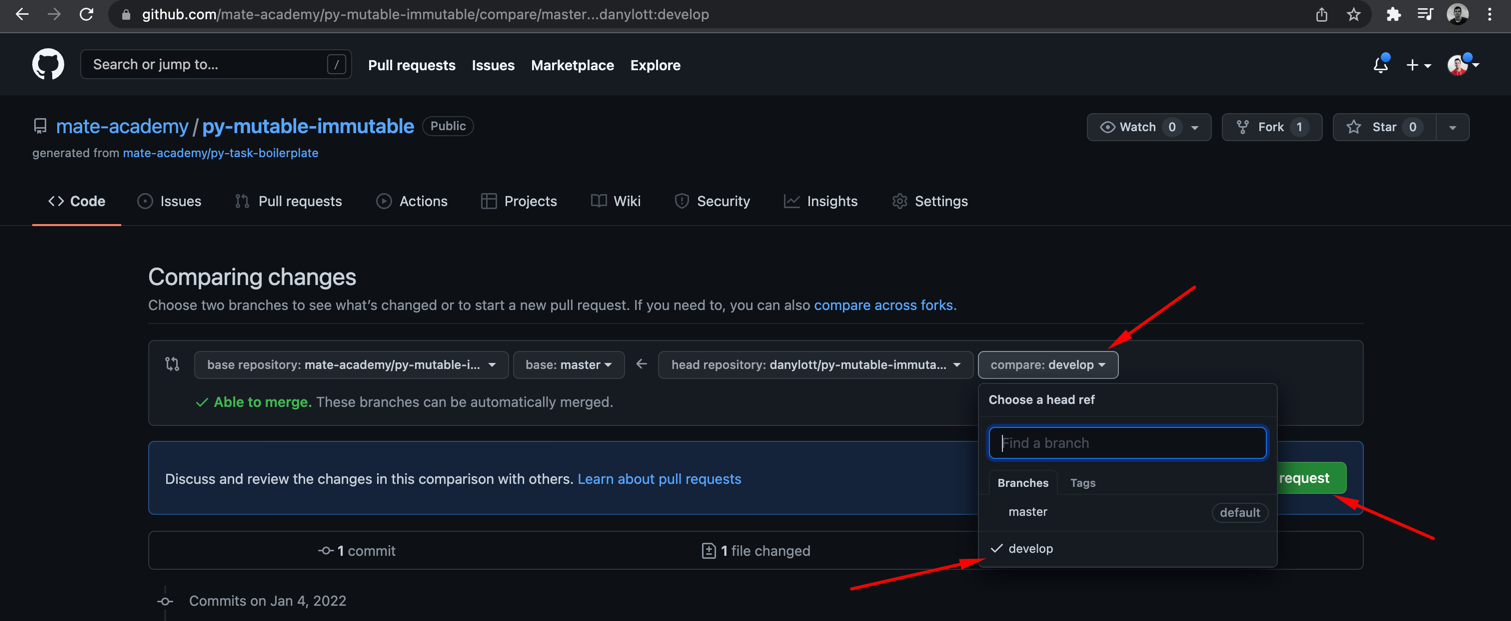 github.com/mate-academy/py-mutable-immutable/compare/master...danylott:develop
Search or jump to... /
Pull requests Issues Marketplace Explore
mate-academy / py-mutable-immutable Public
Watch 0 Fork 1 Star 0
generated from mate-academy/py-task-boilerplate
<> Code Issues Pull requests Actions Projects Wiki Security Insights Settings
Comparing changes
Choose two branches to see what's changed or to start a new pull request. If you need to, you can also compare across forks.
base repository: mate-academy/py-mutable-i... base: master ← head repository: danylott/py-mutable-immuta... compare: develop
✓ Able to merge. These branches can be automatically merged.
Choose a head ref
Find a branch
Discuss and review the changes in this comparison with others. Learn about pull requests
request
Branches Tags
master default
✓ develop
1 commit
1 file changed
Commits on Jan 4, 2022